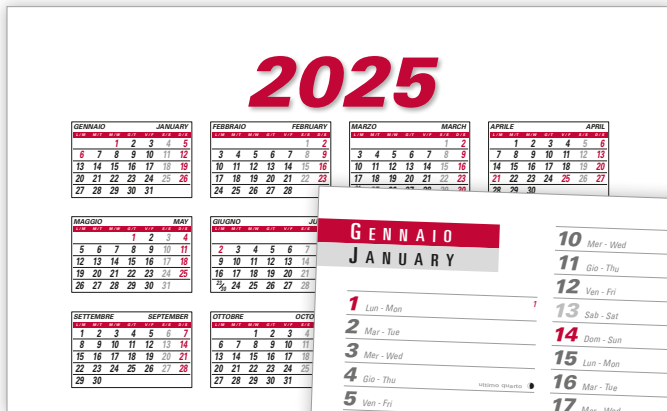 2025
GENNAIO JANUARY
L/M M/T M/W G/T V/F S/S D/S
1 2 3 4 5
6 7 8 9 10 11 12
13 14 15 16 17 18 19
20 21 22 23 24 25 26
27 28 29 30 31
FEBBRAIO FEBRUARY
L/M M/T M/W G/T V/F S/S D/S
1 2
3 4 5 6 7 8 9
10 11 12 13 14 15 16
17 18 19 20 21 22 23
24 25 26 27 28
MARZO MARCH
L/M M/T M/W G/T V/F S/S D/S
1 2
3 4 5 6 7 8 9
10 11 12 13 14 15 16
17 18 19 20 21 22 23
APRILE APRIL
L/M M/T M/W G/T V/F S/S D/S
1 2 3 4 5 6
7 8 9 10 11 12 13
14 15 16 17 18 19 20
21 22 23 24 25 26 27
28 29 30
MAGGIO MAY
L/M M/T M/W G/T V/F S/S D/S
1 2 3 4
5 6 7 8 9 10 11
12 13 14 15 16 17 18
19 20 21 22 23 24 25
26 27 28 29 30 31
GIUGNO JU
L/M M/T M/W G/T V/F S/S
2 3 4 5 6 7
9 10 11 12 13 14
16 17 18 19 20 21
23/30 24 25 26 27 28
SETTEMBRE SEPTEMBER
L/M M/T M/W G/T V/F S/S D/S
1 2 3 4 5 6 7
8 9 10 11 12 13 14
15 16 17 18 19 20 21
22 23 24 25 26 27 28
29 30
OTTOBRE OCTO
L/M M/T M/W G/T V/F S/S
1 2 3 4
6 7 8 9 10 11
13 14 15 16 17 18
20 21 22 23 24 25
27 28 29 30 31
GENNAIO
JANUARY
1 Lun - Mon 1
2 Mar - Tue
3 Mer - Wed
4 Gio - Thu ultimo quarto
5 Ven - Fri
10 Mer - Wed
11 Gio - Thu
12 Ven - Fri
13 Sab - Sat
14 Dom - Sun
15 Lun - Mon
16 Mar - Tue
17 Mer - Wed